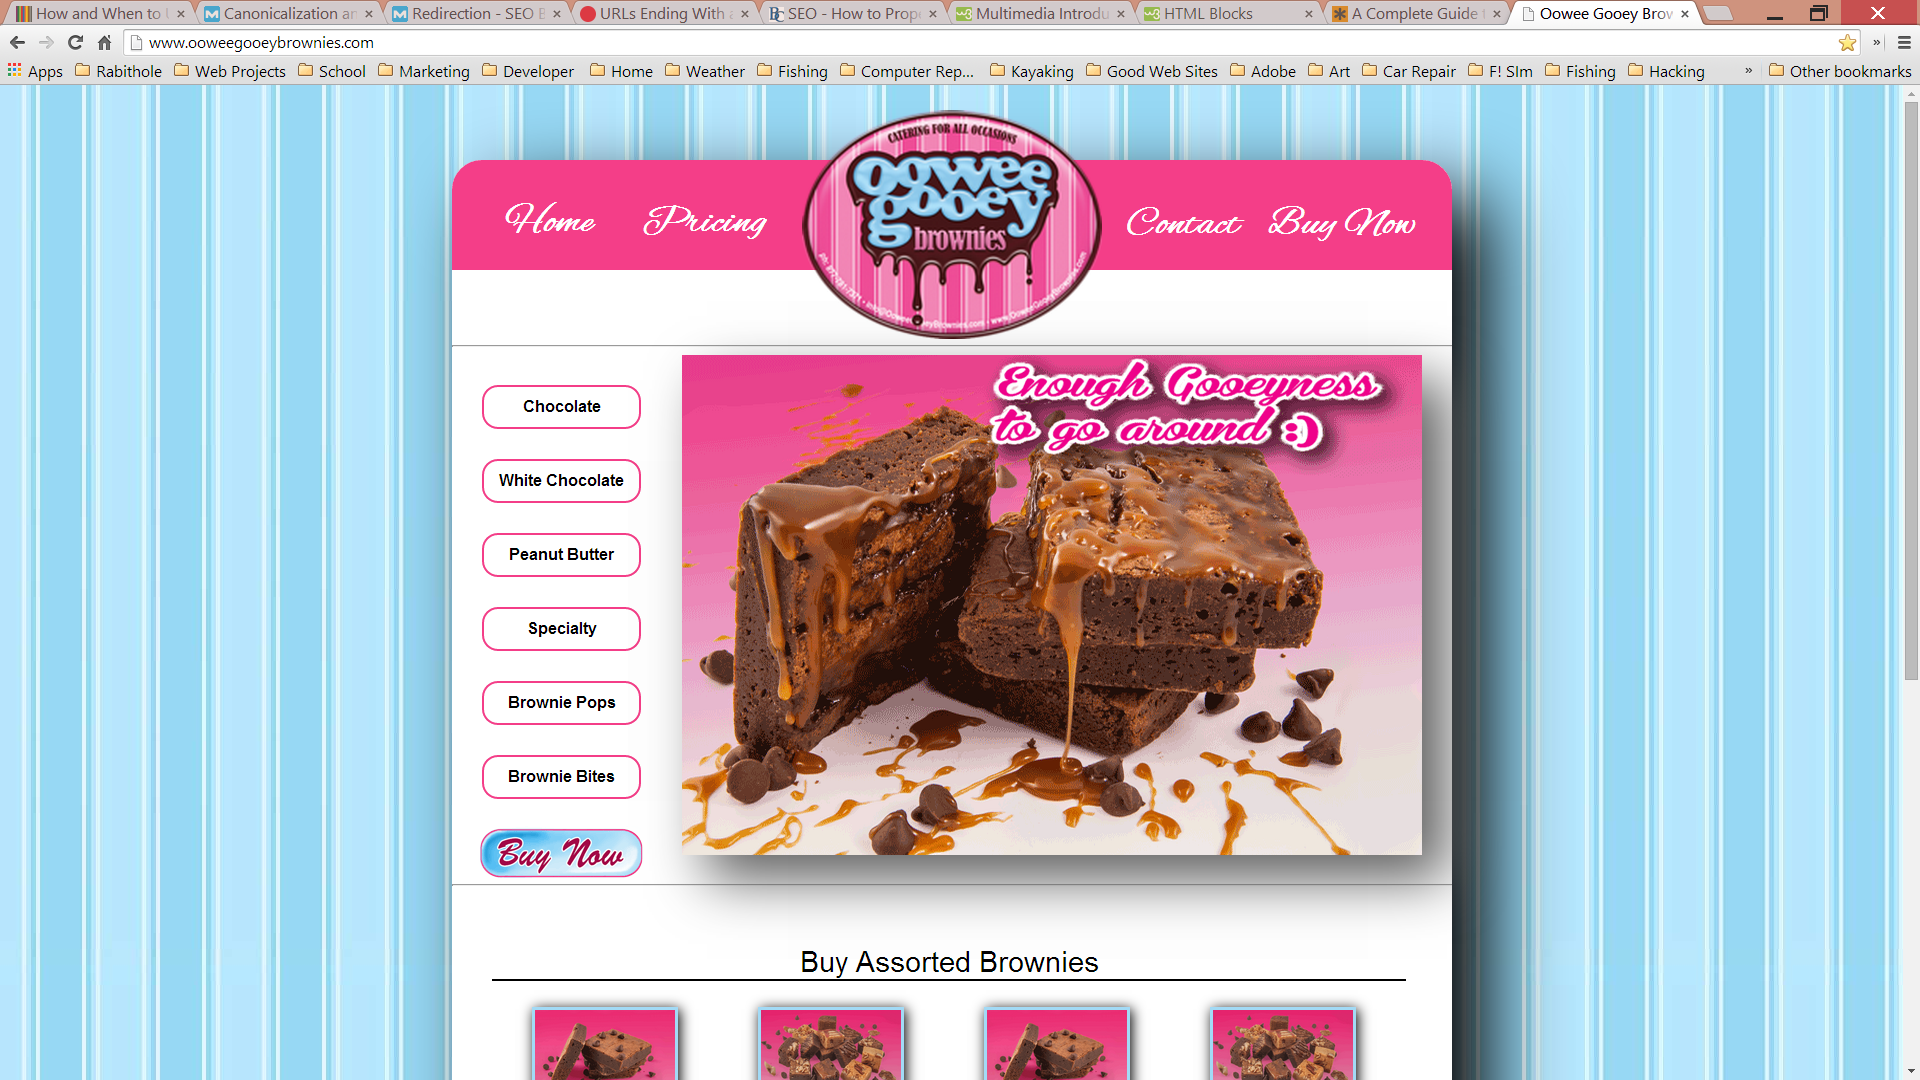 How and When to
Canonicalization an
Redirection - SEO B
URLs Ending With a
SEO - How to Prope
Multimedia Introdu
HTML Blocks
A Complete Guide
Oowee Gooey Brow
www.ooweegooeybrownies.com
Apps
Rabithole
Web Projects
School
Marketing
Developer
Home
Weather
Fishing
Computer Rep...
Kayaking
Good Web Sites
Adobe
Art
Car Repair
F! SIm
Fishing
Hacking
»
Other bookmarks
CATERING FOR ALL OCCASIONS
oowee
gooey
brownies
Home
Pricing
Contact
Buy Now
Enough Gooeyness
to go around :)
Chocolate
White Chocolate
Peanut Butter
Specialty
Brownie Pops
Brownie Bites
Buy Now
Buy Assorted Brownies